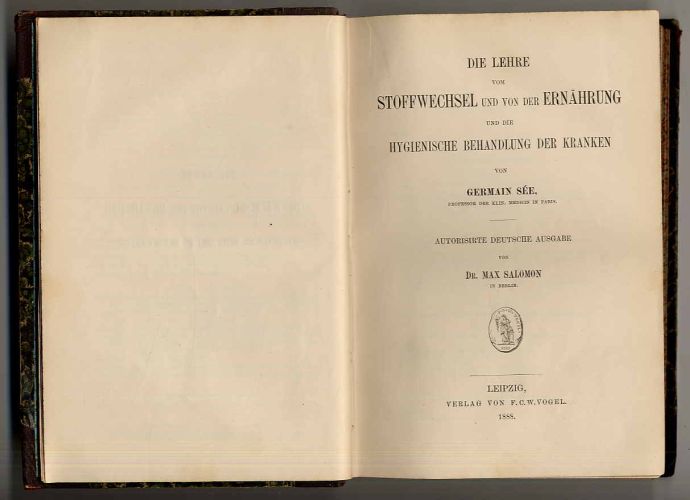 DIE LEHRE
VOM
STOFFWECHSEL UND VON DER ERNÄHRUNG
UND DIE
HYGIENISCHE BEHANDLUNG DER KRANKEN
VON
GERMAIN SÉE,
PROFESSOR DER KLIN. MEDICIN IN PARIS.
AUTORISIRTE DEUTSCHE AUSGABE
VON
DR. MAX SALOMON
IN BERLIN.
LEIPZIG,
VERLAG VON F. C. W. VOGEL.
1888.